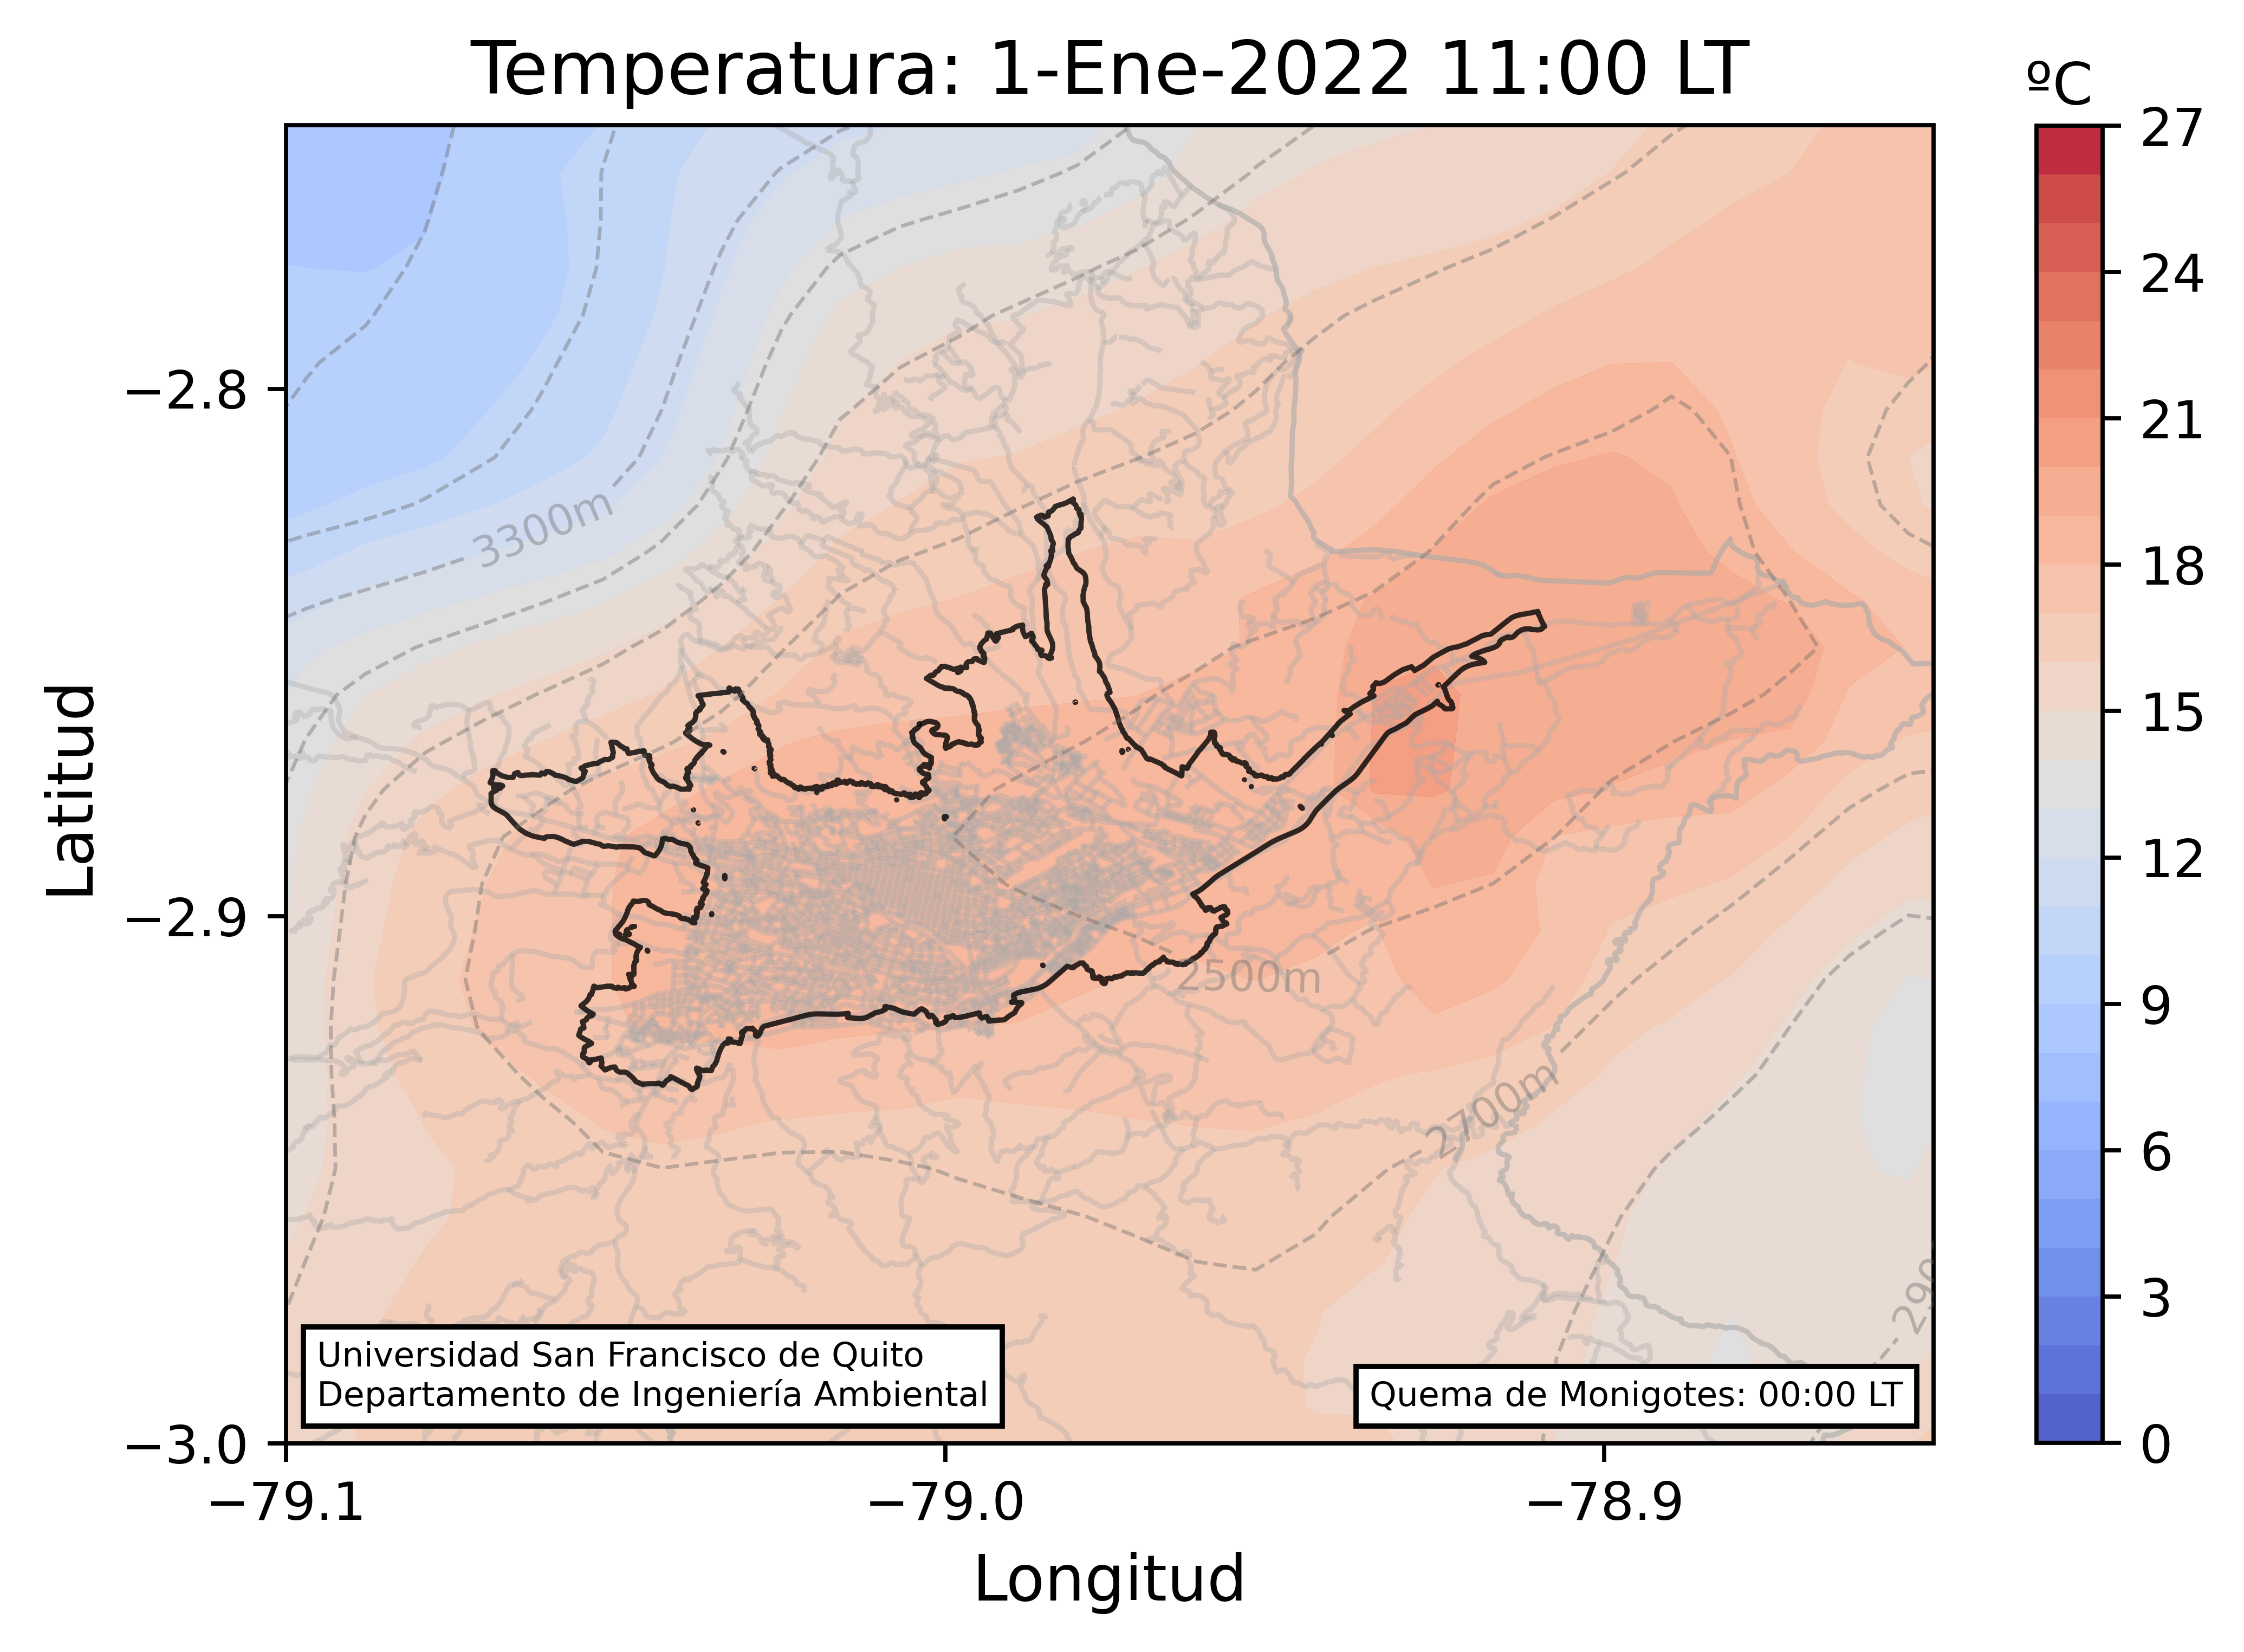 Temperatura: 1-Ene-2022 11:00 LT
ºC
27
24
21
18
15
12
9
6
3
0
Latitud
−2.8
−2.9
−3.0
3300m
2500m
2700m
Universidad San Francisco de Quito
Departamento de Ingeniería Ambiental
Quema de Monigotes: 00:00 LT
−79.1
−79.0
−78.9
Longitud